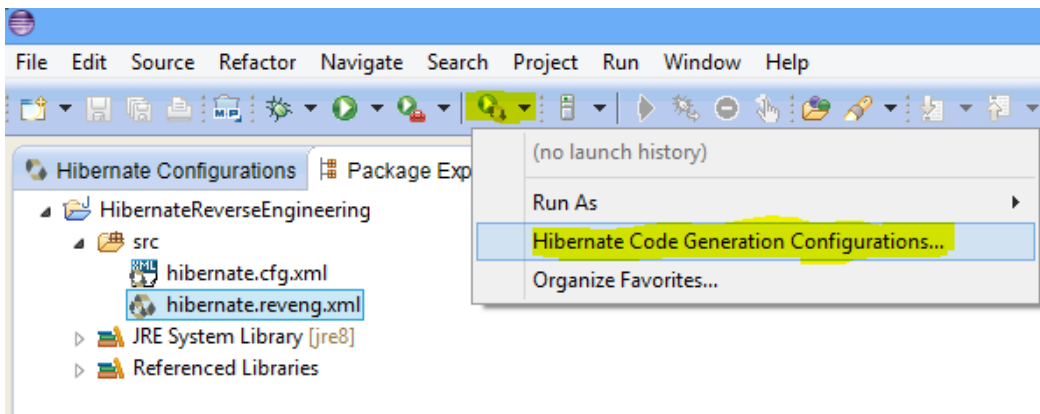 File Edit Source Refactor Navigate Search Project Run Window Help
(no launch history)
Hibernate Configurations Package Exp
Run As
HibernateReverseEngineering
Hibernate Code Generation Configurations...
src
hibernate.cfg.xml
Organize Favorites...
hibernate.reveng.xml
JRE System Library [jre8]
Referenced Libraries